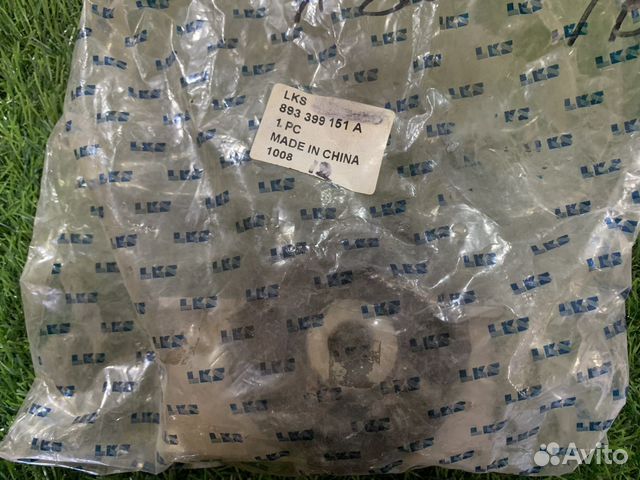 LKS
893 399 151 A
1 PC
MADE IN CHINA
1008
LKS
Avito